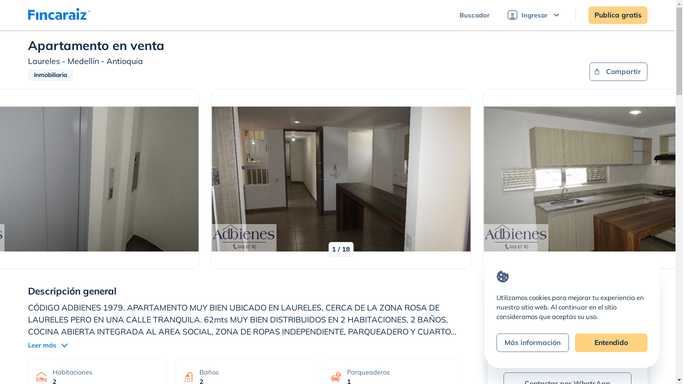 Fincaraiz
Buscador
Ingresar
Publica gratis
Apartamento en venta
Laureles - Medellín - Antioquia
Inmobiliaria
Compartir
Adbienes
Adbienes
1 / 18
Descripción general
CÓDIGO ADBIENES 1979. APARTAMENTO MUY BIEN UBICADO EN LAURELES, CERCA DE LA ZONA ROSA DE
LAURELES PERO EN UNA CALLE TRANQUILA. 62mts MUY BIEN DISTRIBUIDOS EN 2 HABITACIONES, 2 BAÑOS,
COCINA ABIERTA INTEGRADA AL AREA SOCIAL, ZONA DE ROPAS INDEPENDIENTE, PARQUEADERO Y CUARTO...
Leer más
Habitaciones
2
Baños
2
Parqueaderos
1
Utilizamos cookies para mejorar tu experiencia en
nuestro sitio web. Al continuar en el sitio
consideramos que aceptas su uso.
Más información
Entendido
Contactar por WhatsApp